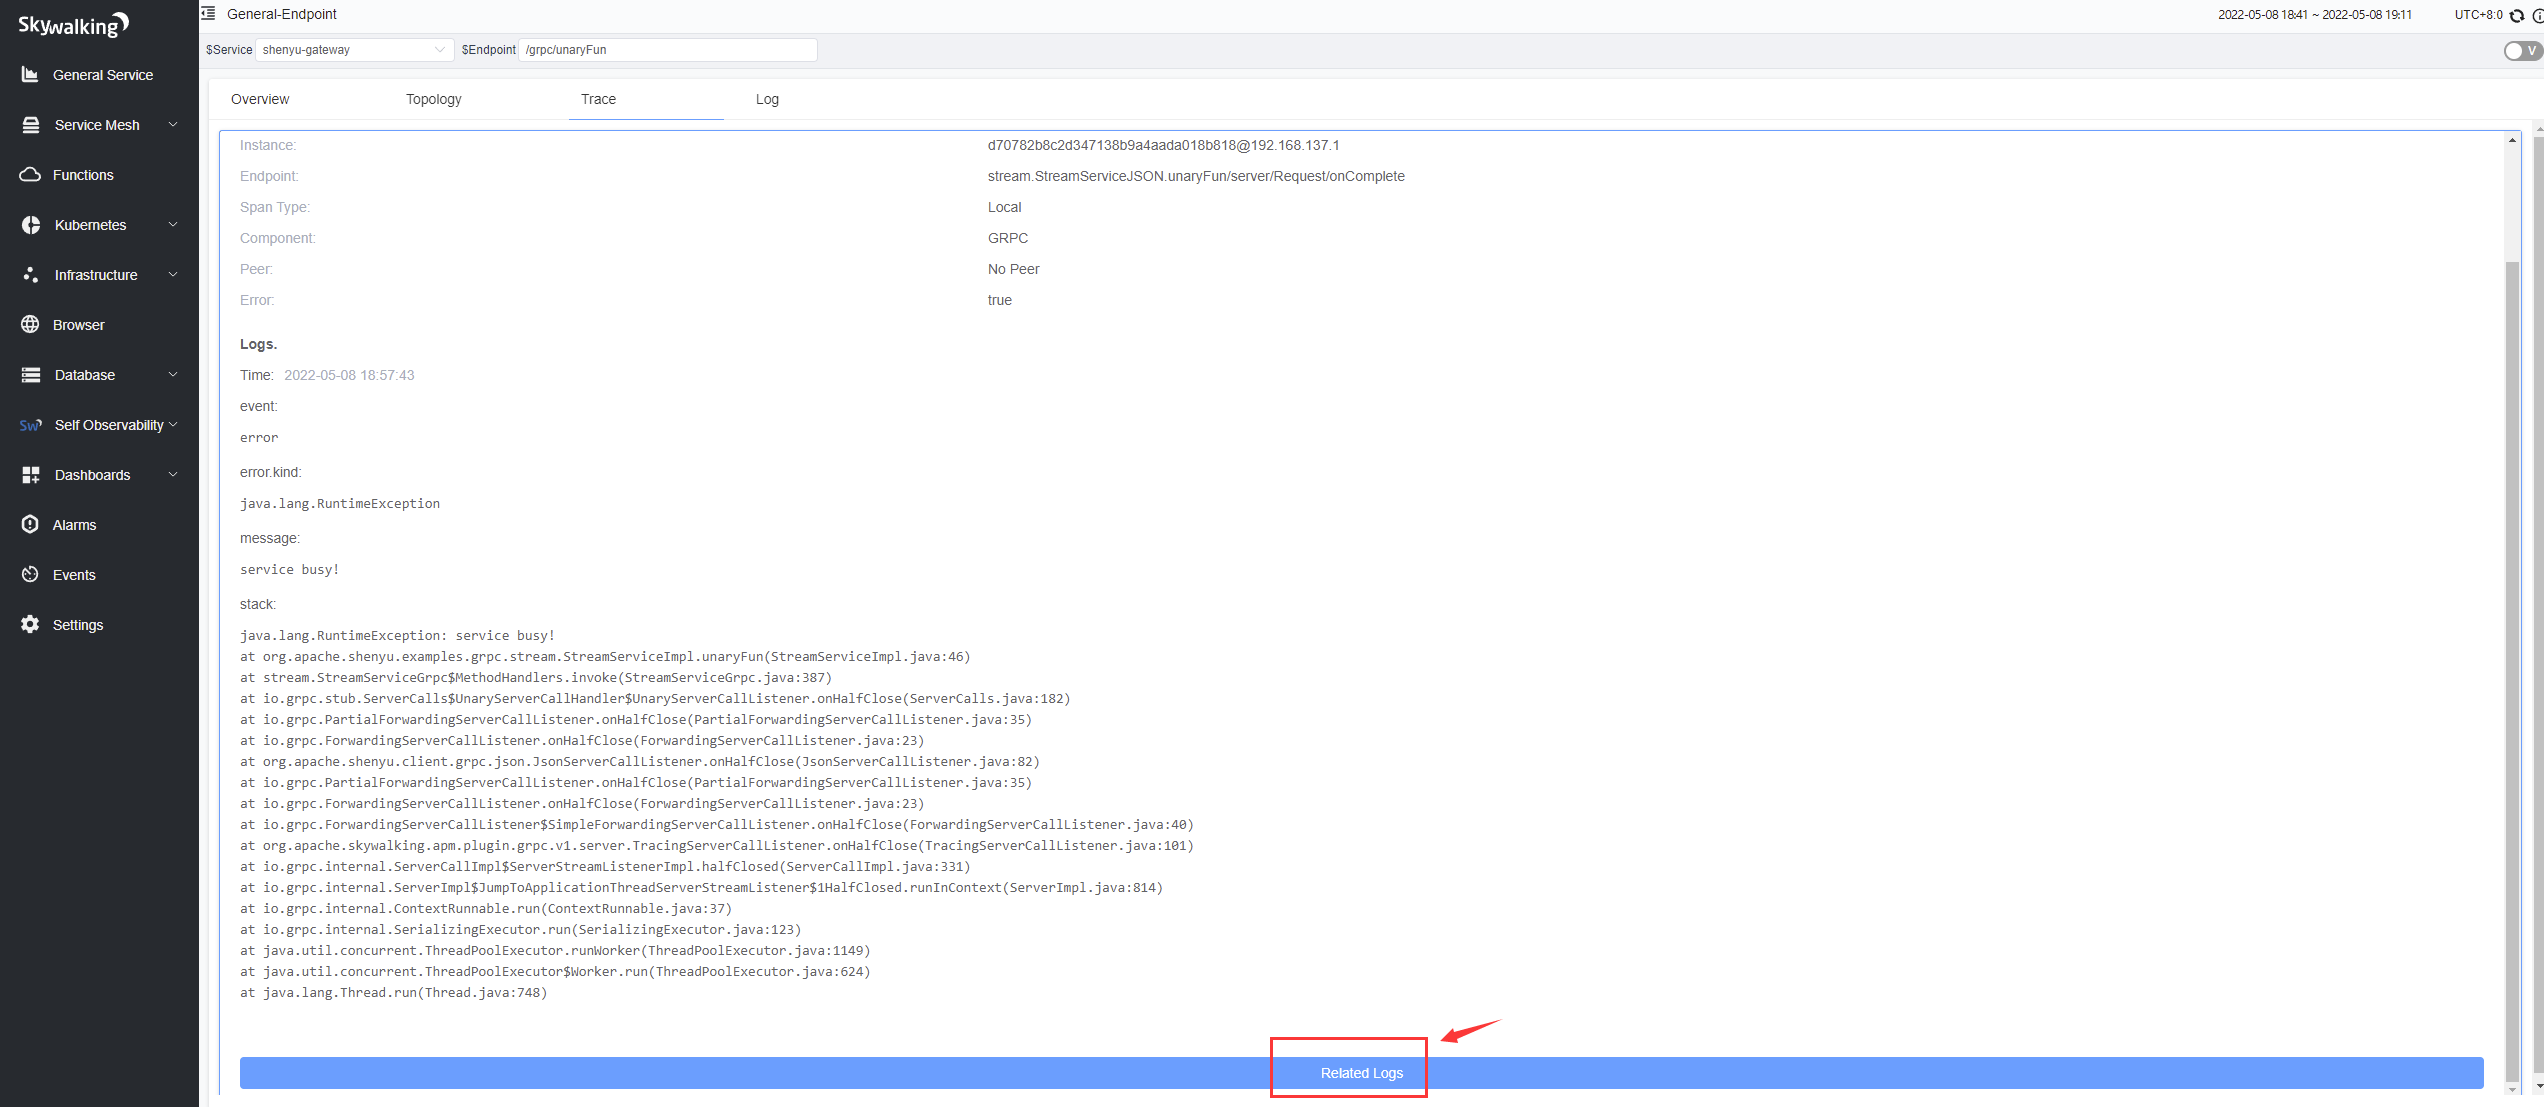 Skywalking
General-Endpoint
2022-05-08 18:41 ~ 2022-05-08 19:11
UTC+8:0
$Service
shenyu-gateway
$Endpoint
/grpc/unaryFun
V
General Service
Service Mesh
Functions
Kubernetes
Infrastructure
Browser
Database
Sw
Self Observability
Dashboards
Alarms
Events
Settings
Overview
Topology
Trace
Log
Instance: d70782b8c2d347138b9a4aada018b818@192.168.137.1
Endpoint: stream.StreamServiceJSON.unaryFun/server/Request/onComplete
Span Type: Local
Component: GRPC
Peer: No Peer
Error: true
Logs.
Time: 2022-05-08 18:57:43
event:
error
error.kind:
java.lang.RuntimeException
message:
service busy!
stack:
java.lang.RuntimeException: service busy!
at org.apache.shenyu.examples.grpc.stream.StreamServiceImpl.unaryFun(StreamServiceImpl.java:46)
at stream.StreamServiceGrpc$MethodHandlers.invoke(StreamServiceGrpc.java:387)
at io.grpc.stub.ServerCalls$UnaryServerCallHandler$UnaryServerCallListener.onHalfClose(ServerCalls.java:182)
at io.grpc.PartialForwardingServerCallListener.onHalfClose(PartialForwardingServerCallListener.java:35)
at io.grpc.ForwardingServerCallListener.onHalfClose(ForwardingServerCallListener.java:23)
at org.apache.shenyu.client.grpc.json.JsonServerCallListener.onHalfClose(JsonServerCallListener.java:82)
at io.grpc.PartialForwardingServerCallListener.onHalfClose(PartialForwardingServerCallListener.java:35)
at io.grpc.ForwardingServerCallListener.onHalfClose(ForwardingServerCallListener.java:23)
at io.grpc.ForwardingServerCallListener$SimpleForwardingServerCallListener.onHalfClose(ForwardingServerCallListener.java:40)
at org.apache.skywalking.apm.plugin.grpc.v1.server.TracingServerCallListener.onHalfClose(TracingServerCallListener.java:101)
at io.grpc.internal.ServerCallImpl$ServerStreamListenerImpl.halfClosed(ServerCallImpl.java:331)
at io.grpc.internal.ServerImpl$JumpToApplicationThreadServerStreamListener$1HalfClosed.runInContext(ServerImpl.java:814)
at io.grpc.internal.ContextRunnable.run(ContextRunnable.java:37)
at io.grpc.internal.SerializingExecutor.run(SerializingExecutor.java:123)
at java.util.concurrent.ThreadPoolExecutor.runWorker(ThreadPoolExecutor.java:1149)
at java.util.concurrent.ThreadPoolExecutor$Worker.run(ThreadPoolExecutor.java:624)
at java.lang.Thread.run(Thread.java:748)
Related Logs